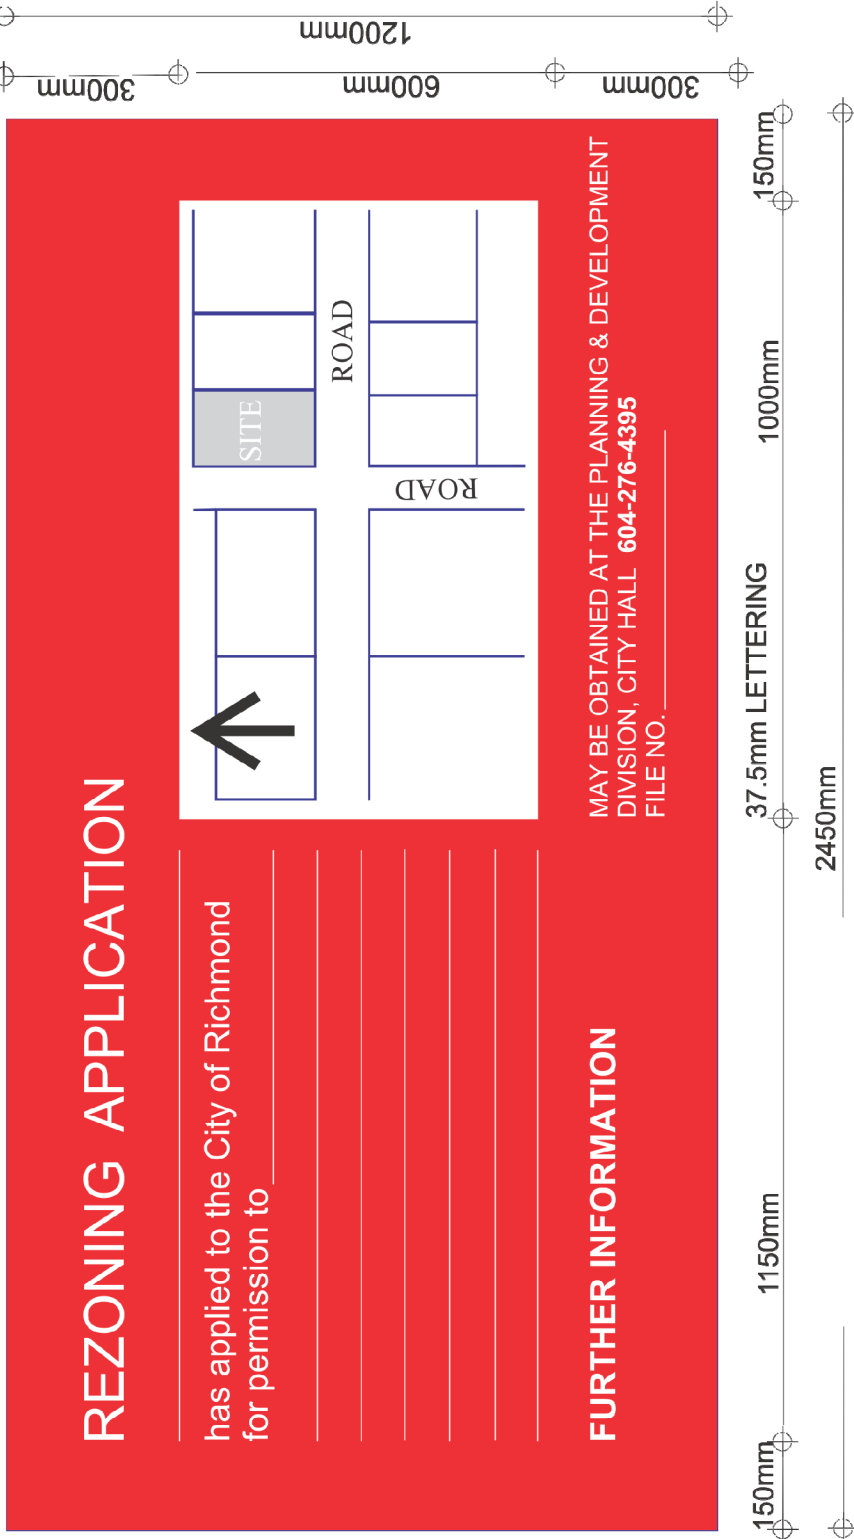 REZONING APPLICATION
has applied to the City of Richmond
for permission to
SITE
ROAD
ROAD
FURTHER INFORMATION
MAY BE OBTAINED AT THE PLANNING & DEVELOPMENT
DIVISION, CITY HALL 604-276-4395
FILE NO.
300mm
600mm
300mm
1200mm
150mm
1150mm
37.5mm LETTERING
1000mm
150mm
2450mm